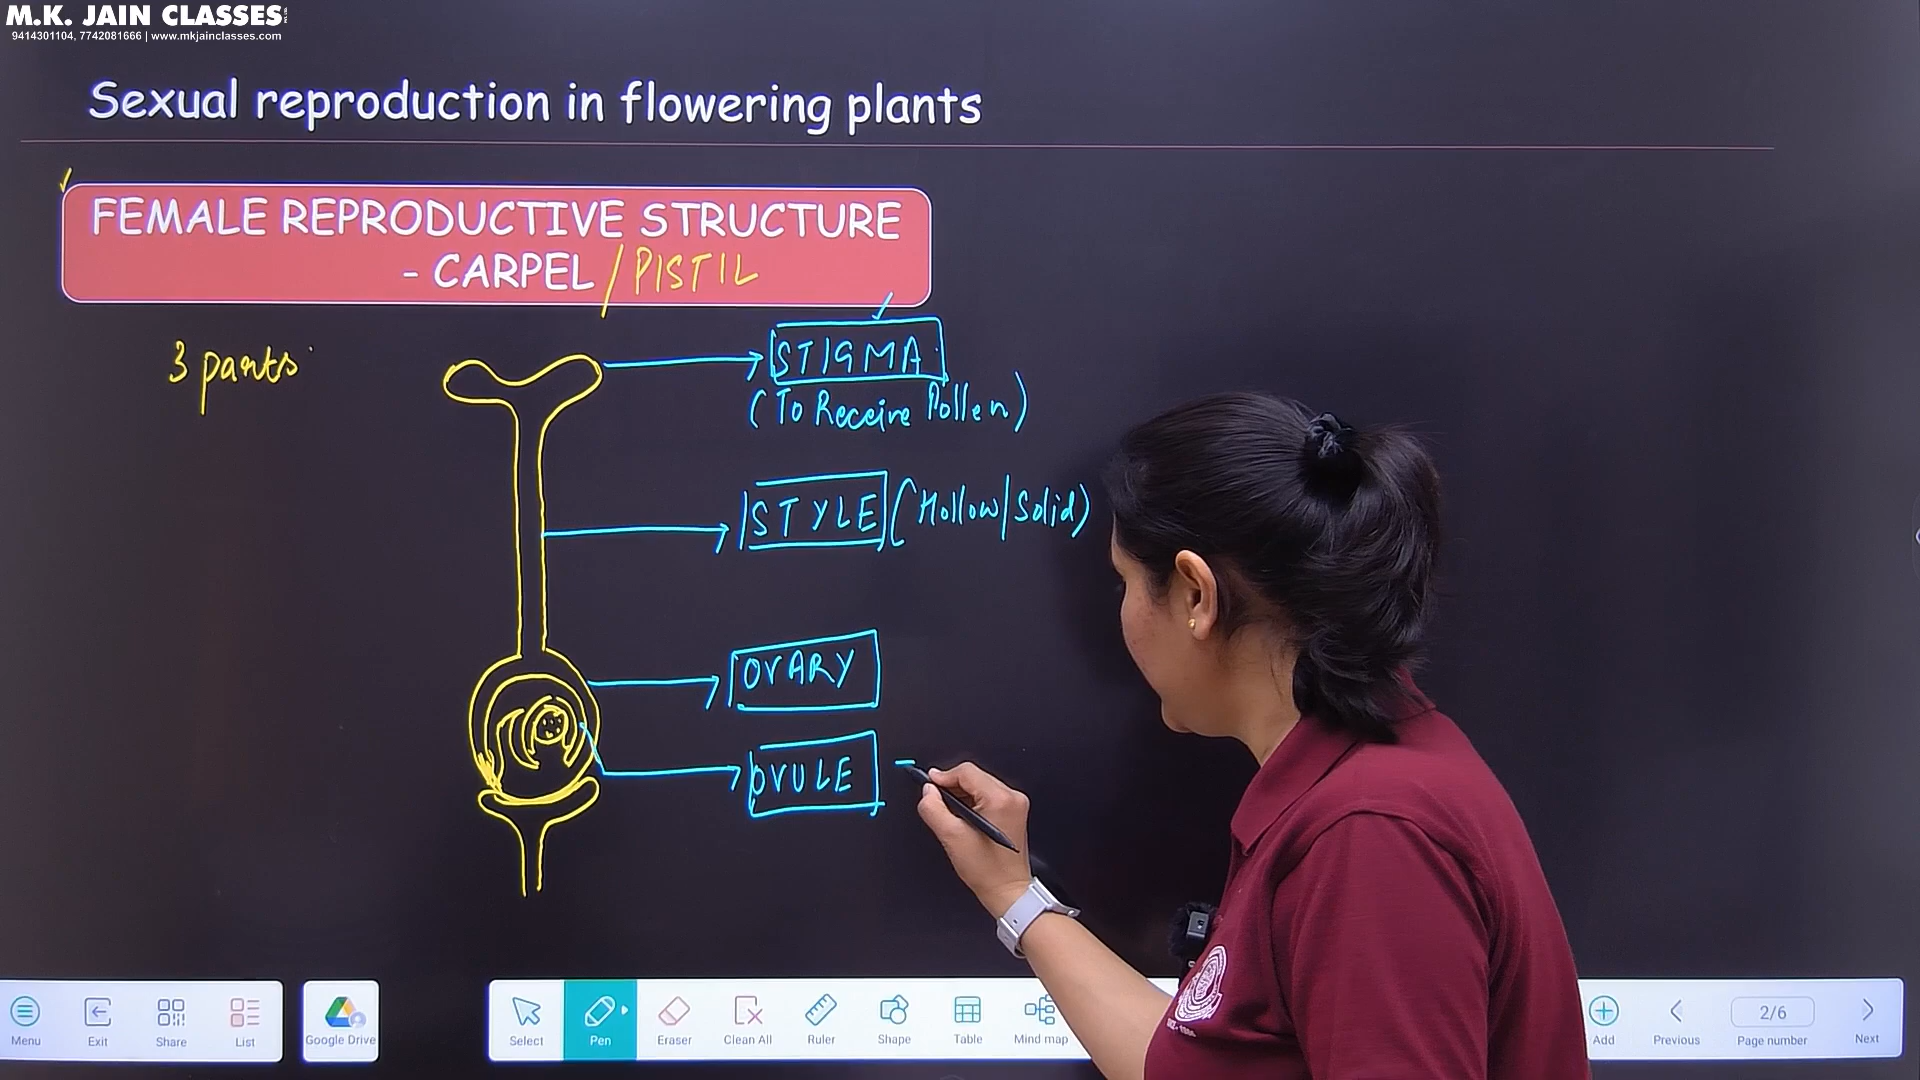 M.K. JAIN CLASSES PVT. LTD.
9414301104, 7742081666 | www.mkjainclasses.com
Sexual reproduction in flowering plants
FEMALE REPRODUCTIVE STRUCTURE
- CARPEL / PISTIL
3 parts
STIGMA
(To Receive Pollen)
STYLE (Hollow/Solid)
OVARY
OVULE -
Menu
Exit
Share
List
Google Drive
Select
Pen
Eraser
Clean All
Ruler
Shape
Table
Mind map
Add
Previous
2/6
Page number
Next